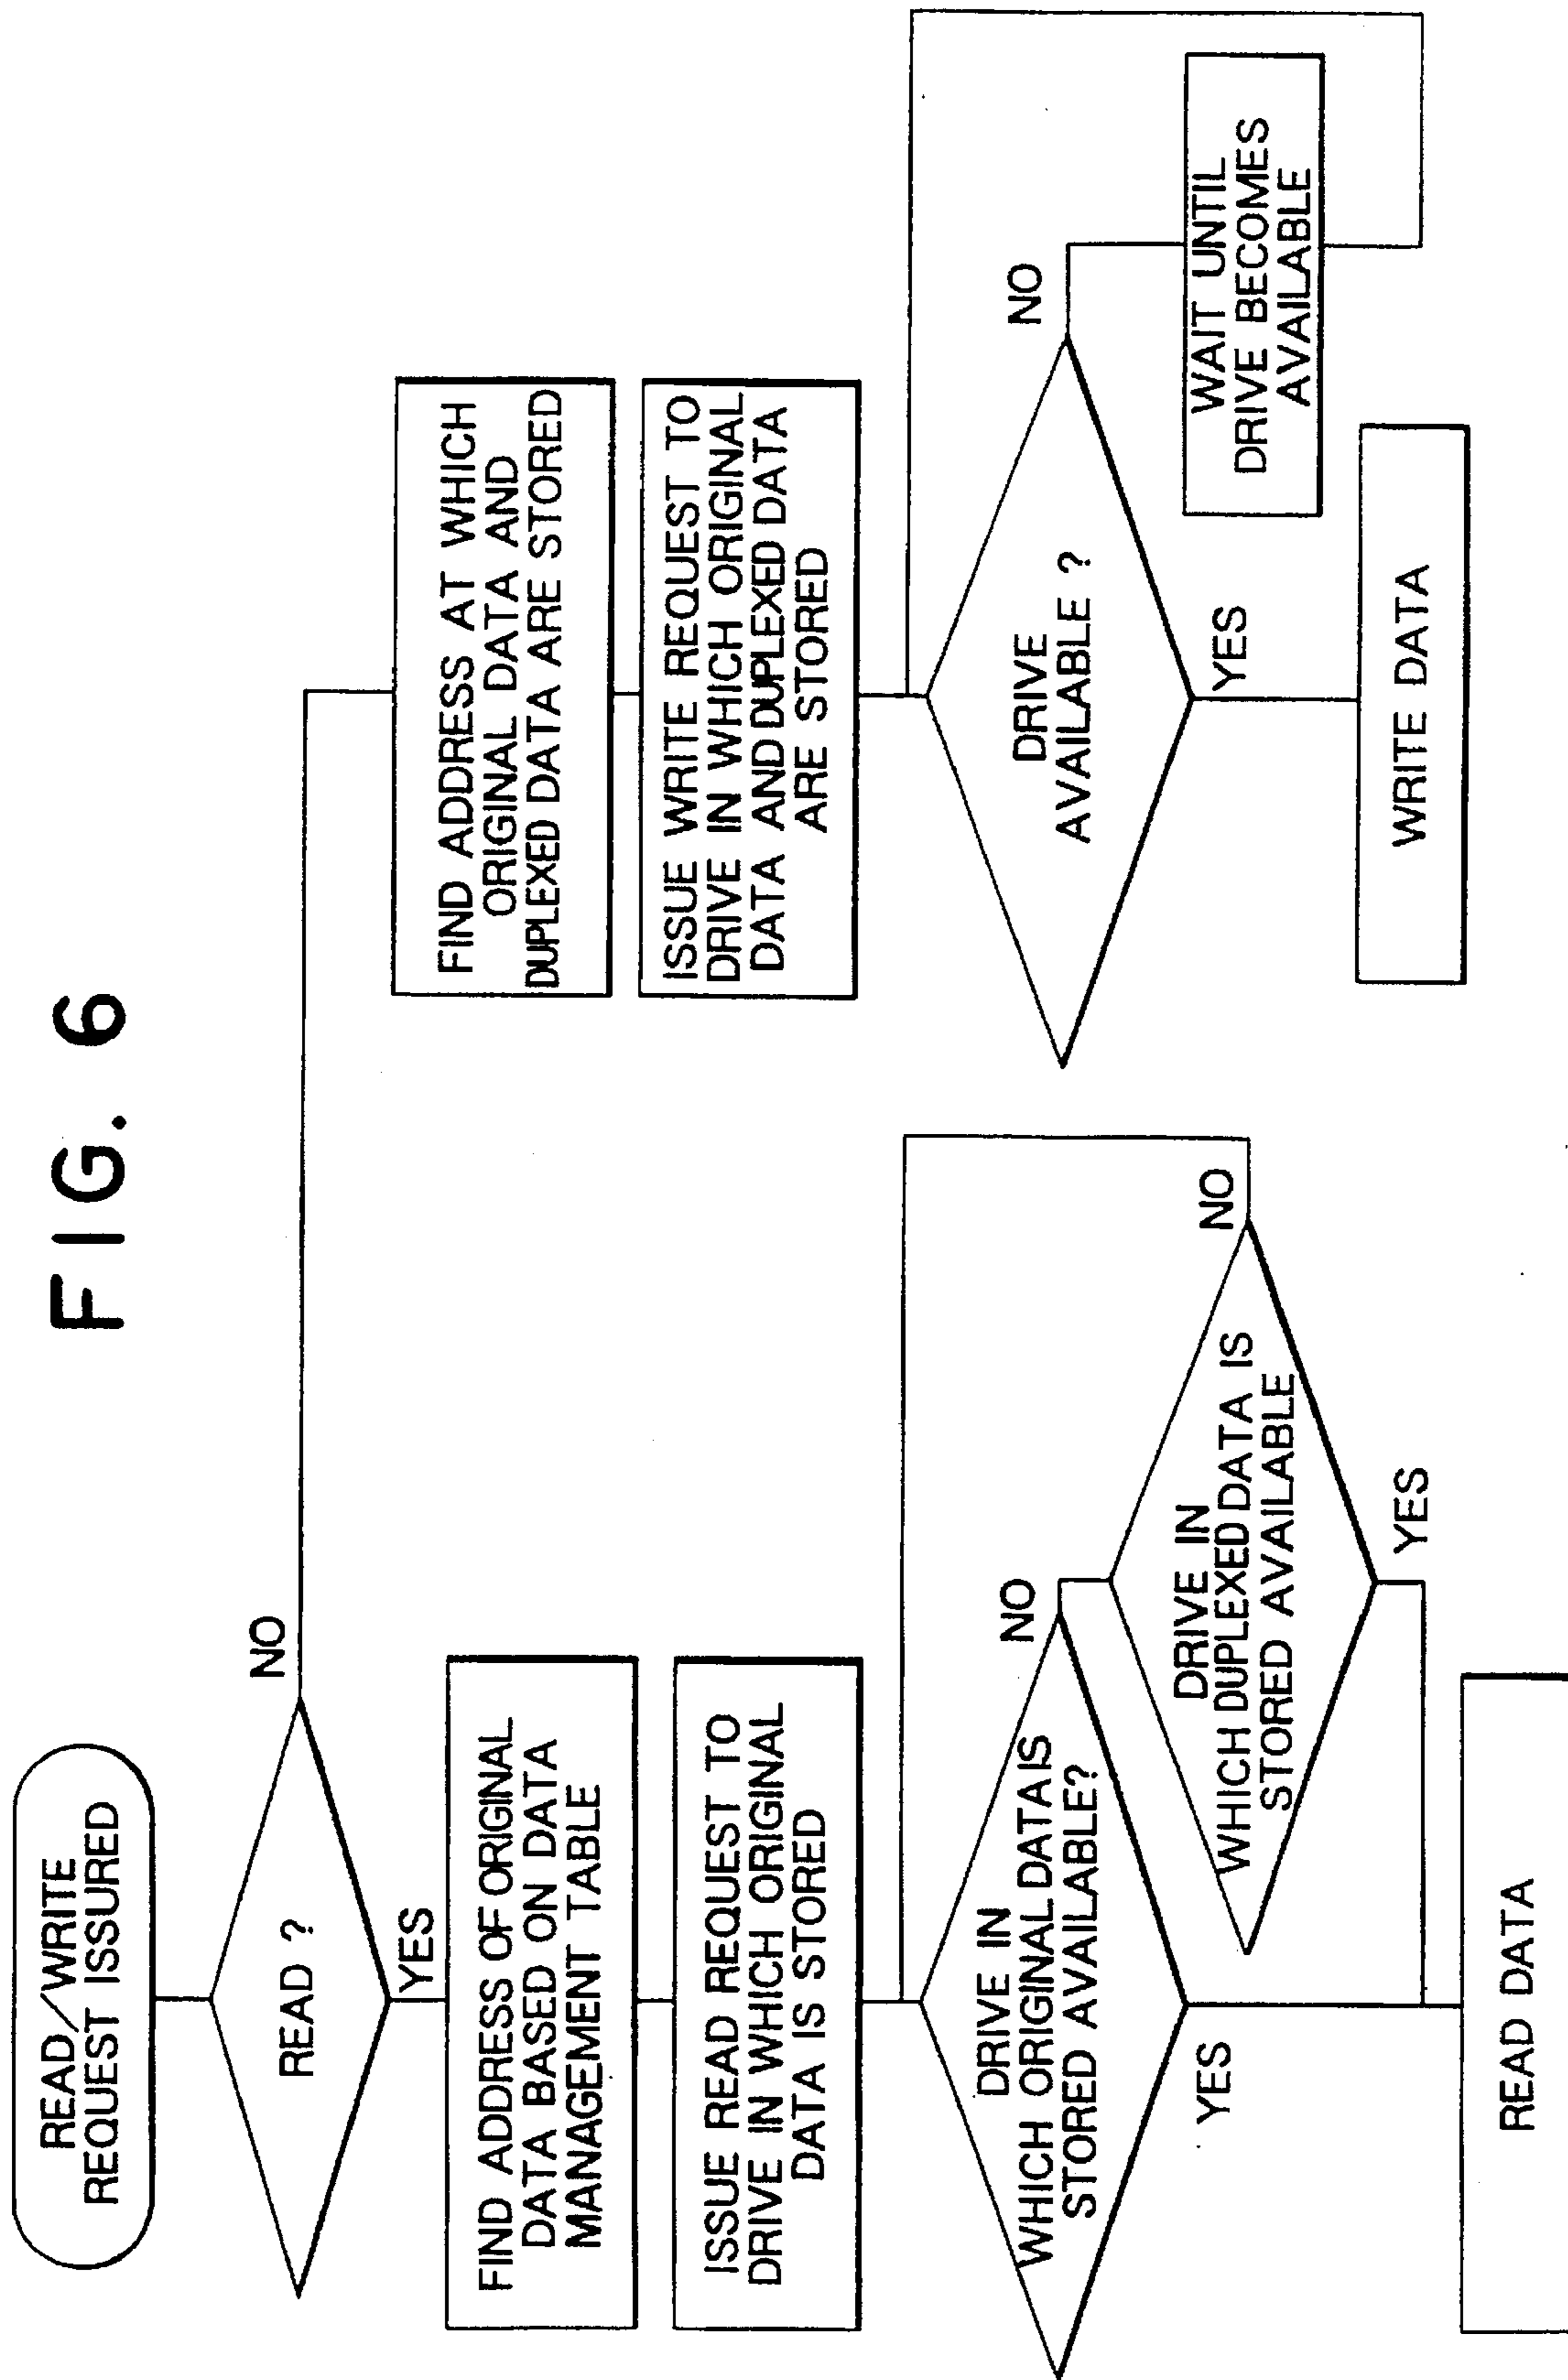 FIG. 6
READ/WRITE
REQUEST ISSURED
READ ?
NO
YES
FIND ADDRESS OF ORIGINAL
DATA BASED ON DATA
MANAGEMENT TABLE
ISSUE READ REQUEST TO
DRIVE IN WHICH ORIGINAL
DATA IS STORED
DRIVE IN
WHICH ORIGINAL DATA IS
STORED AVAILABLE?
NO
YES
DRIVE IN
WHICH DUPLEXED DATA IS
STORED AVAILABLE
NO
YES
READ DATA
FIND ADDRESS AT WHICH
ORIGINAL DATA AND
DUPLEXED DATA ARE STORED
ISSUE WRITE REQUEST TO
DRIVE IN WHICH ORIGINAL
DATA AND DUPLEXED DATA
ARE STORED
DRIVE
AVAILABLE ?
NO
YES
WAIT UNTIL
DRIVE BECOMES
AVAILABLE
WRITE DATA